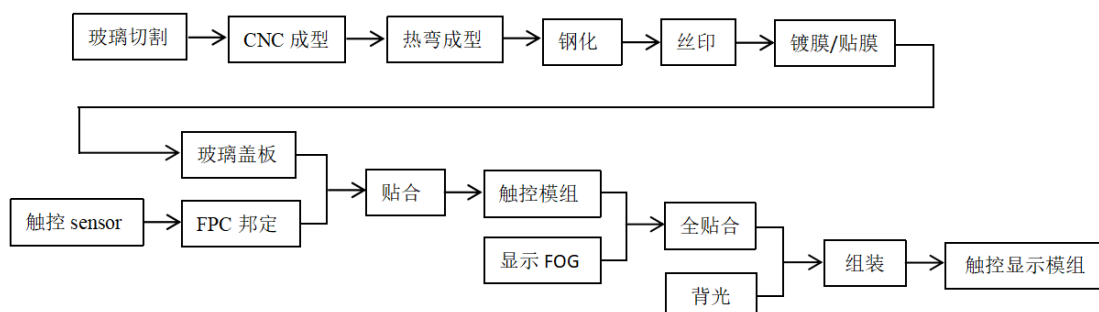 玻璃切割
CNC 成型
热弯成型
钢化
丝印
镀膜/贴膜
玻璃盖板
触控 sensor
FPC 邦定
贴合
触控模组
显示 FOG
全贴合
背光
组装
触控显示模组